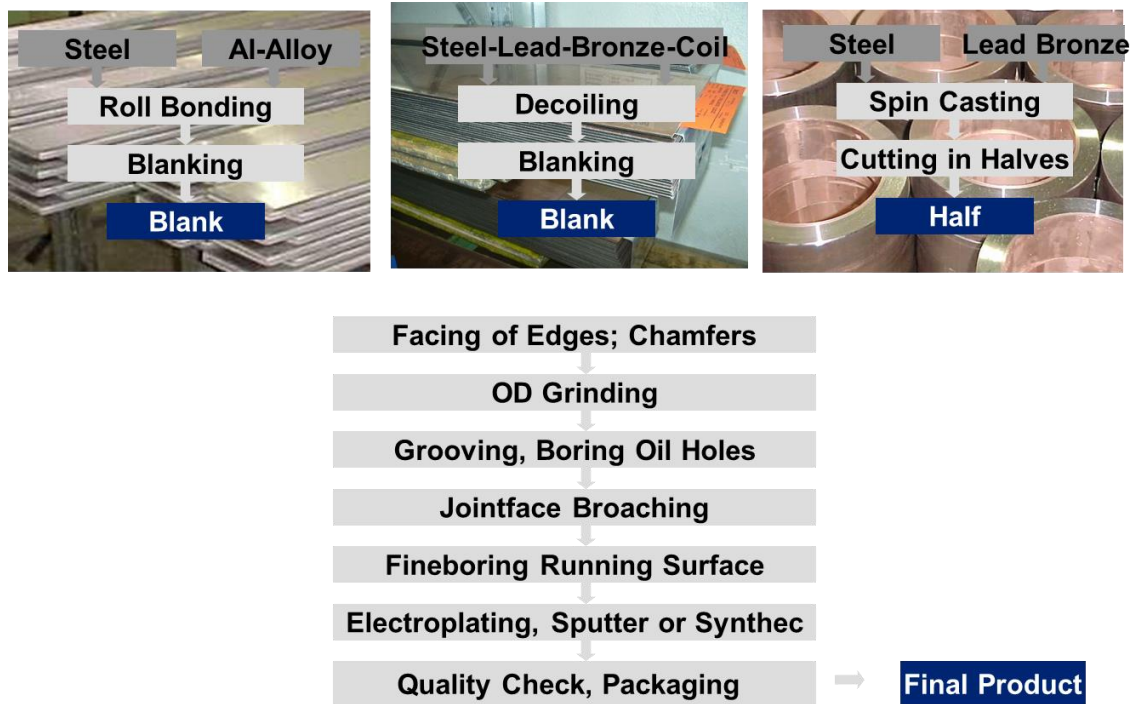 Steel Al-Alloy
Roll Bonding
Blanking
Blank
Steel-Lead-Bronze-Coil
Decoiling
Blanking
Blank
Steel Lead Bronze
Spin Casting
Cutting in Halves
Half
Facing of Edges; Chamfers
OD Grinding
Grooving, Boring Oil Holes
Jointface Broaching
Fineboring Running Surface
Electroplating, Sputter or Synthec
Quality Check, Packaging
Final Product